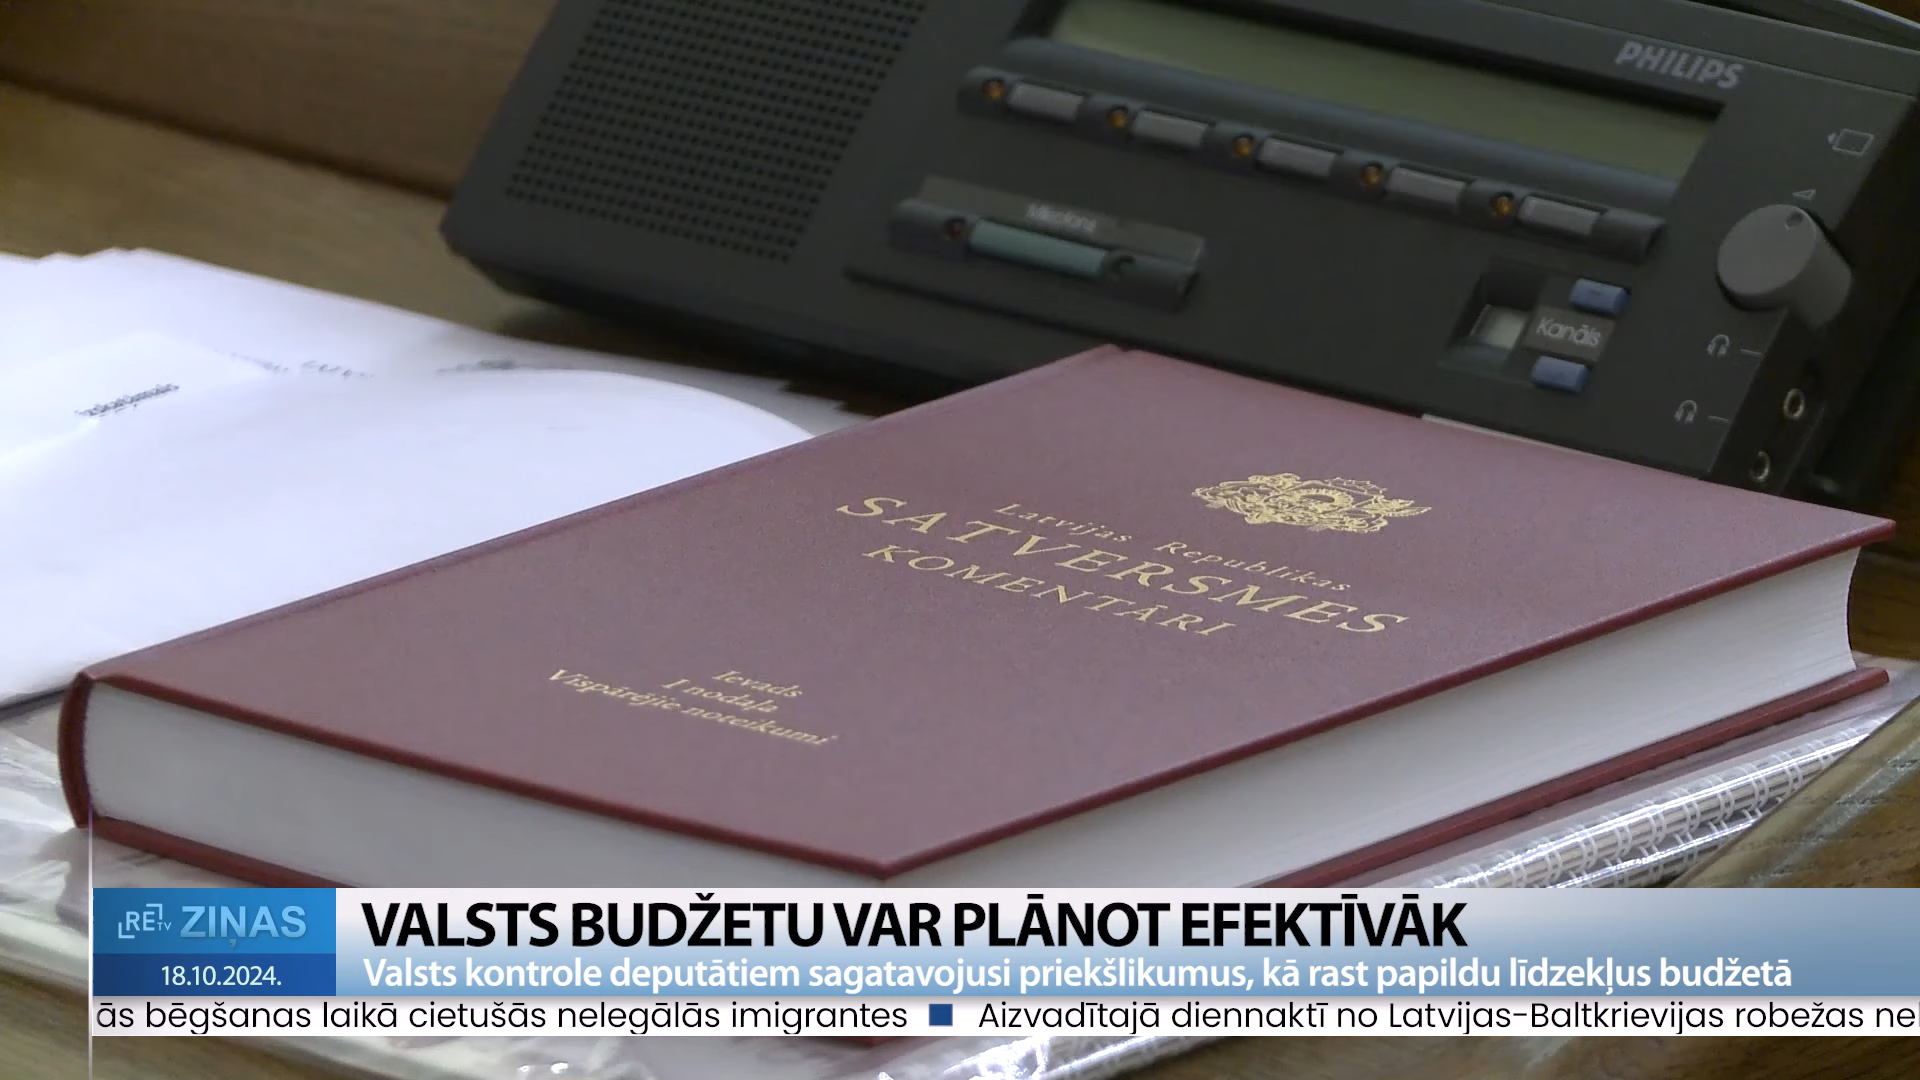 PHILIPS
Kanāls
Latvijas Republikas
SATVERSMES
KOMENTĀRI
Ievads
I nodaļa
Vispārējie noteikumi
RE TV ZIŅAS
18.10.2024.
VALSTS BUDŽETU VAR PLĀNOT EFEKTĪVĀK
Valsts kontrole deputātiem sagatavojusi priekšlikumus, kā rast papildu līdzekļus budžetā
ās bēgšanas laikā cietušās nelegālās imigrantes ■ Aizvadītajā diennaktī no Latvijas-Baltkrievijas robežas nel